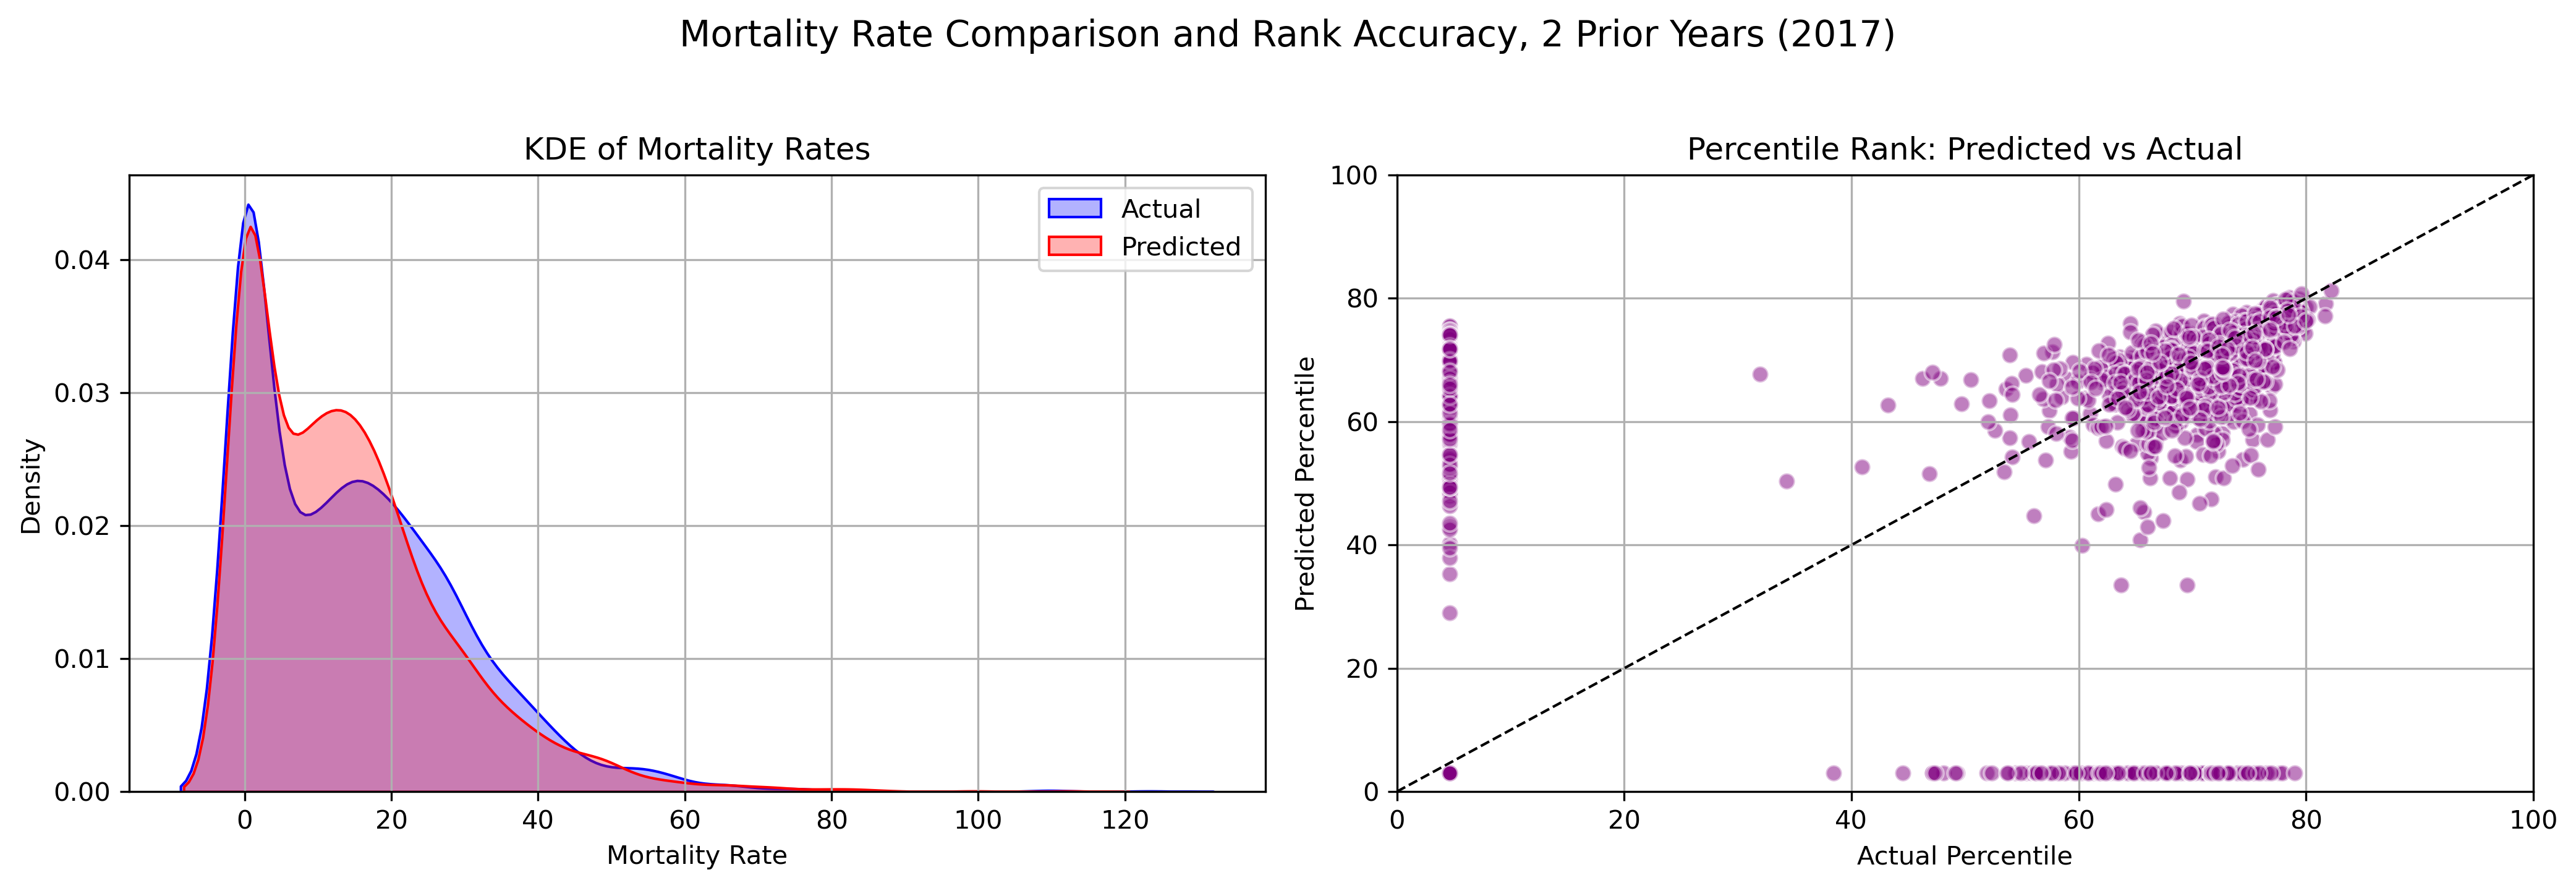 Mortality Rate Comparison and Rank Accuracy, 2 Prior Years (2017)
KDE of Mortality Rates
Actual
Predicted
Density
0.04
0.03
0.02
0.01
0.00
0 20 40 60 80 100 120
Mortality Rate
Percentile Rank: Predicted vs Actual
Predicted Percentile
100
80
60
40
20
0
0 20 40 60 80 100
Actual Percentile